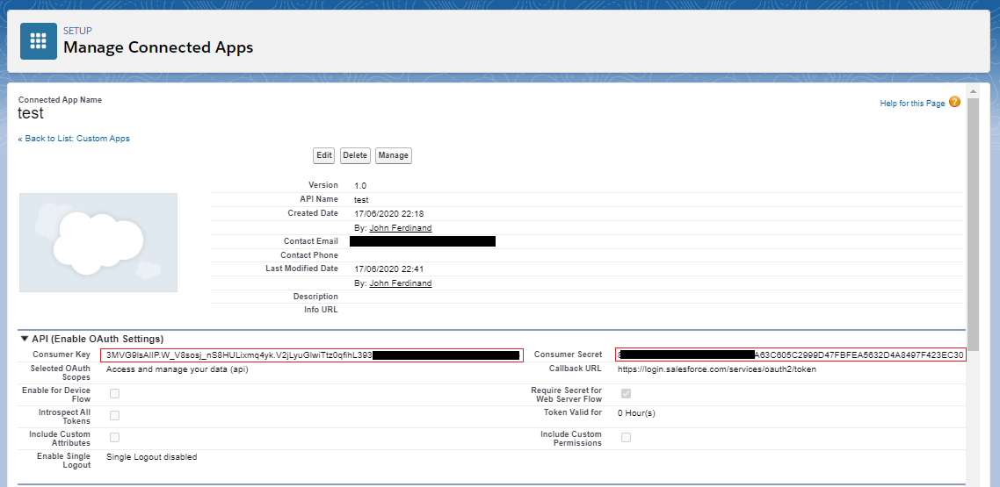 SETUP
Manage Connected Apps
Connected App Name
test
Help for this Page ?
« Back to List: Custom Apps
Edit Delete Manage
Version 1.0
API Name test
Created Date 17/06/2020 22:18
By: John Ferdinand
Contact Email
Contact Phone
Last Modified Date 17/06/2020 22:41
By: John Ferdinand
Description
Info URL
API (Enable OAuth Settings)
Consumer Key 3MVG9IsAIIP.W_V8sosj_nS8HULixmq4yk.V2jLyuGlwiTtz0qfihL393 Consumer Secret A63C605C2999D47FBFEA5632D4A8497F423EC30
Selected OAuth Scopes Access and manage your data (api) Callback URL https://login.salesforce.com/services/oauth2/token
Enable for Device Flow Require Secret for Web Server Flow
Introspect All Tokens Token Valid for 0 Hour(s)
Include Custom Attributes Include Custom Permissions
Enable Single Logout Single Logout disabled